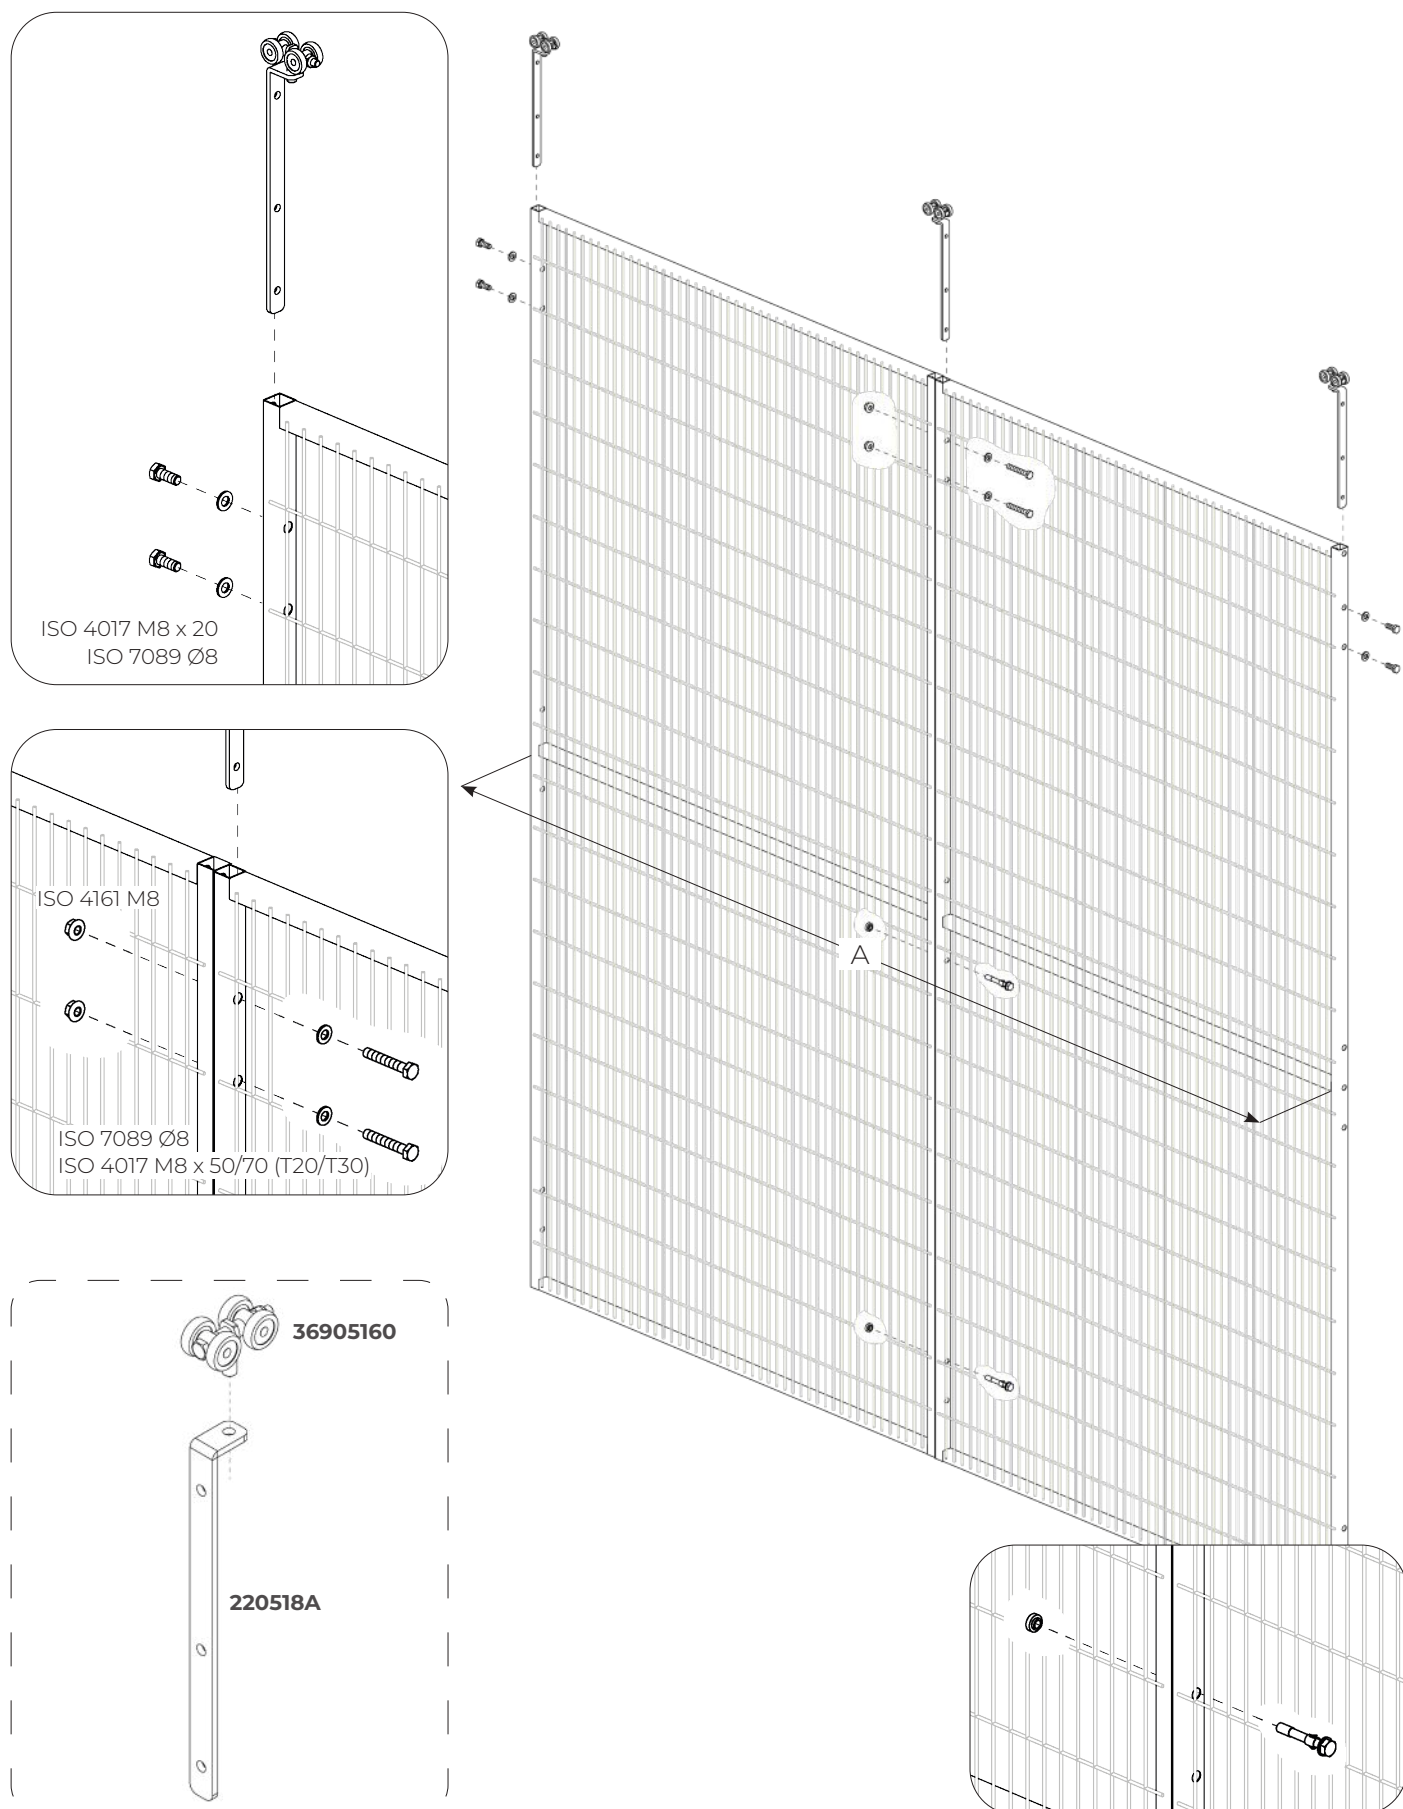 ISO 4017 M8 x 20
ISO 7089 Ø8
ISO 4161 M8
ISO 7089 Ø8
ISO 4017 M8 x 50/70 (T20/T30)
A
36905160
220518A